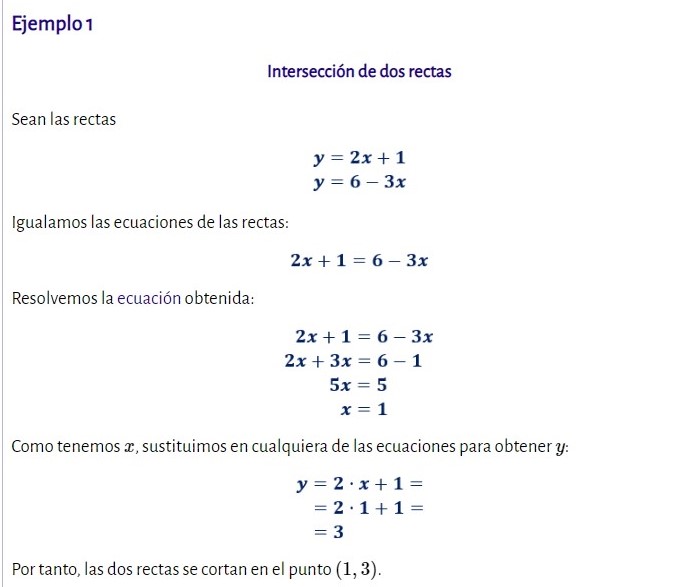 Ejemplo 1
Intersección de dos rectas
Sean las rectas
y = 2x + 1
y = 6 − 3x
Igualamos las ecuaciones de las rectas:
2x + 1 = 6 − 3x
Resolvemos la ecuación obtenida:
2x + 1 = 6 − 3x
2x + 3x = 6 − 1
5x = 5
x = 1
Como tenemos x, sustituimos en cualquiera de las ecuaciones para obtener y:
y = 2 · x + 1 =
= 2 · 1 + 1 =
= 3
Por tanto, las dos rectas se cortan en el punto (1, 3).